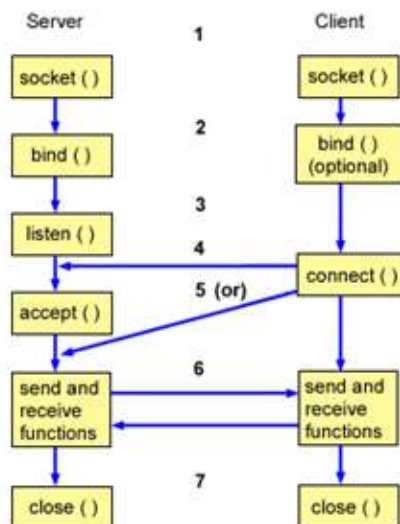 Server 1 Client
socket ( ) socket ( )
2
bind ( ) bind ( )
(optional)
3
listen ( )
4
connect ( )
5 (or)
accept ( )
6
send and
receive
functions
send and
receive
functions
7
close ( ) close ( )